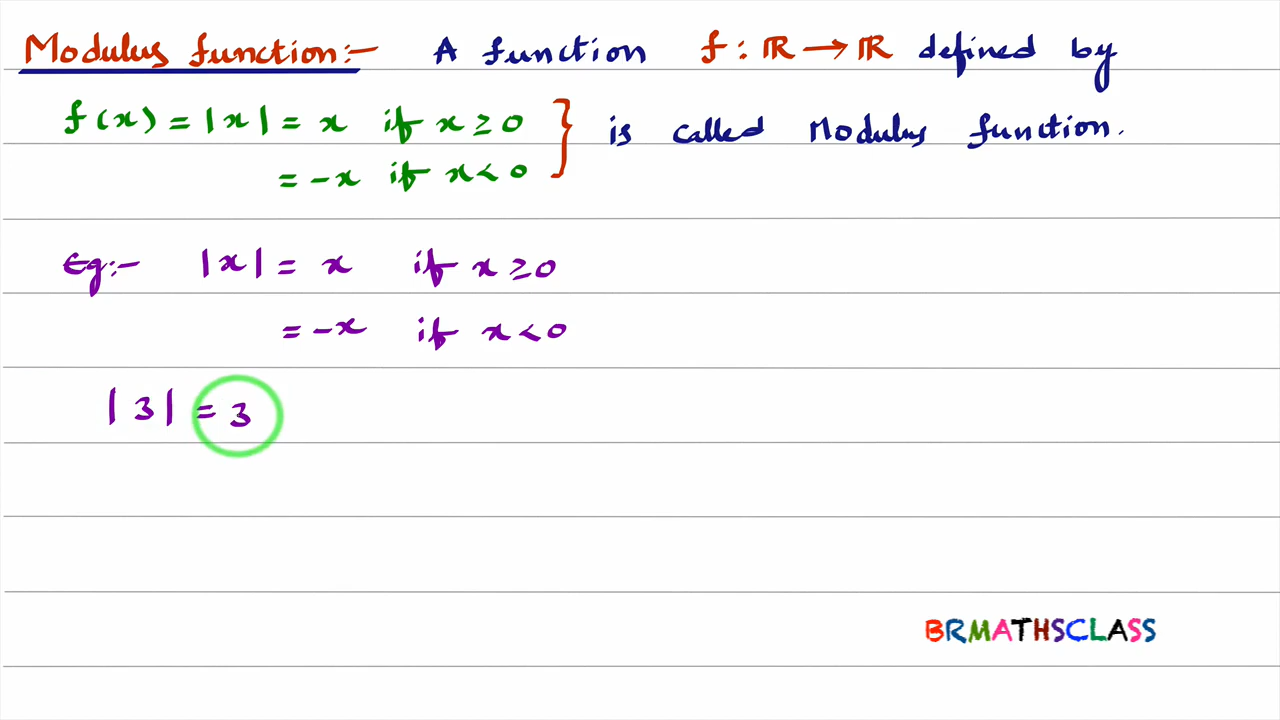 Modulus function:- A function f : ℝ → ℝ defined by
f(x) = |x| = x if x ≥ 0 } is called Modulus function.
= -x if x < 0
Eg:- |x| = x if x ≥ 0
= -x if x < 0
|3| = 3
BRMATHSCLASS